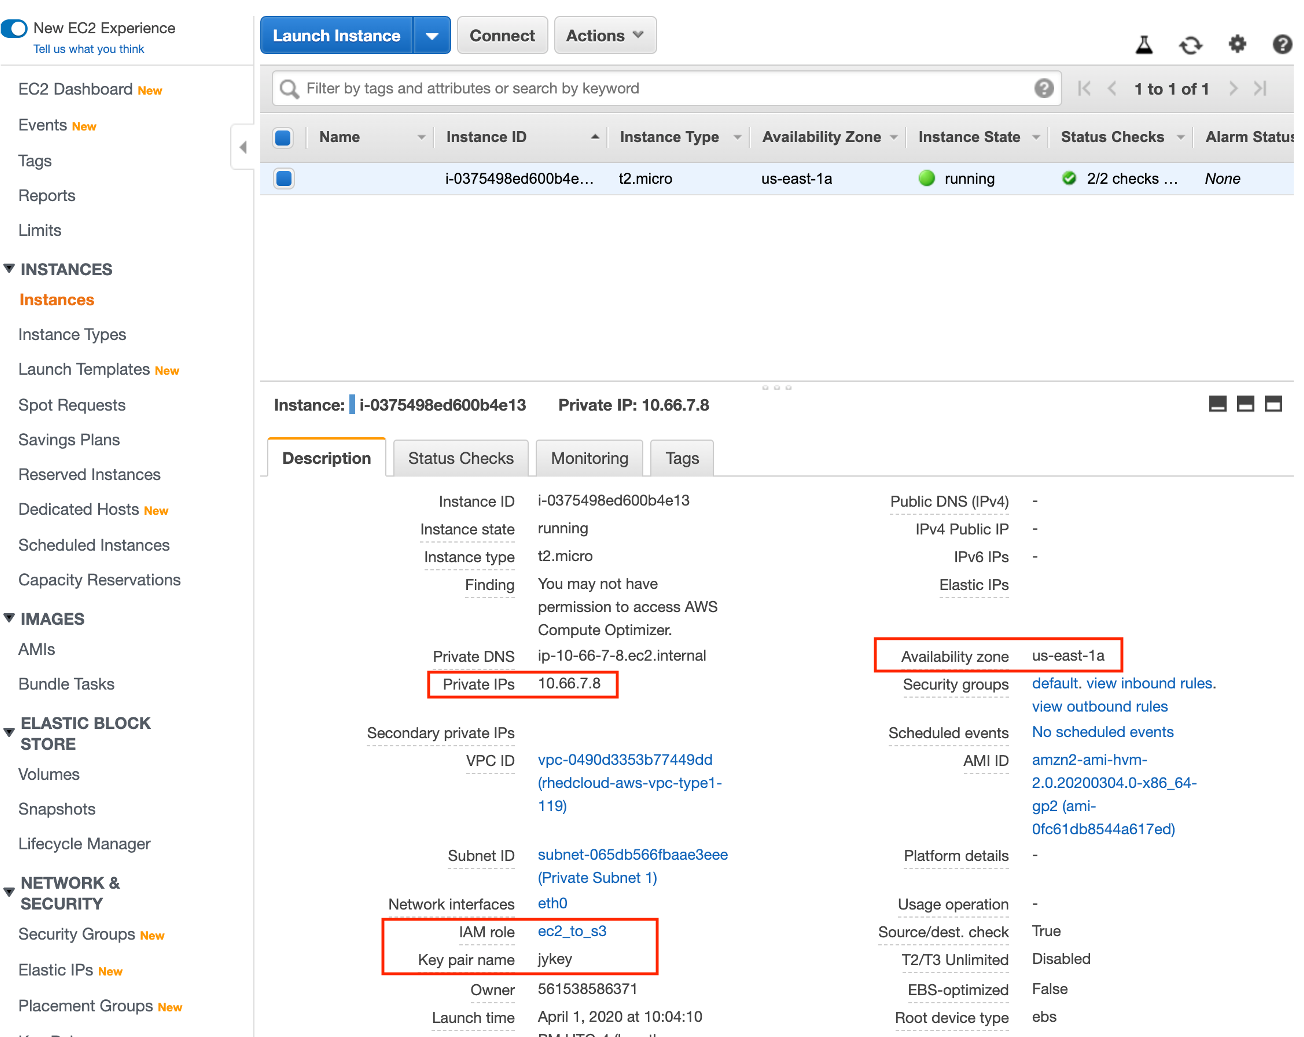 New EC2 Experience
Tell us what you think
EC2 Dashboard New
Events New
Tags
Reports
Limits
INSTANCES
Instances
Instance Types
Launch Templates New
Spot Requests
Savings Plans
Reserved Instances
Dedicated Hosts New
Scheduled Instances
Capacity Reservations
IMAGES
AMIs
Bundle Tasks
ELASTIC BLOCK
STORE
Volumes
Snapshots
Lifecycle Manager
NETWORK &
SECURITY
Security Groups New
Elastic IPs New
Placement Groups New
Launch Instance Connect Actions
Filter by tags and attributes or search by keyword
1 to 1 of 1
Name Instance ID Instance Type Availability Zone Instance State Status Checks Alarm Status
i-0375498ed600b4e... t2.micro us-east-1a running 2/2 checks ... None
Instance: i-0375498ed600b4e13 Private IP: 10.66.7.8
Description Status Checks Monitoring Tags
Instance ID i-0375498ed600b4e13
Instance state running
Instance type t2.micro
Finding You may not have
permission to access AWS
Compute Optimizer.
Private DNS ip-10-66-7-8.ec2.internal
Private IPs 10.66.7.8
Secondary private IPs
VPC ID vpc-0490d3353b77449dd
(rhedcloud-aws-vpc-type1-
119)
Subnet ID subnet-065db566fbaae3eee
(Private Subnet 1)
Network interfaces eth0
IAM role ec2_to_s3
Key pair name jykey
Owner 561538586371
Launch time April 1, 2020 at 10:04:10
Public DNS (IPv4) -
IPv4 Public IP -
IPv6 IPs -
Elastic IPs
Availability zone us-east-1a
Security groups default. view inbound rules.
view outbound rules
Scheduled events No scheduled events
AMI ID amzn2-ami-hvm-
2.0.20200304.0-x86_64-
gp2 (ami-
0fc61db8544a617ed)
Platform details -
Usage operation -
Source/dest. check True
T2/T3 Unlimited Disabled
EBS-optimized False
Root device type ebs